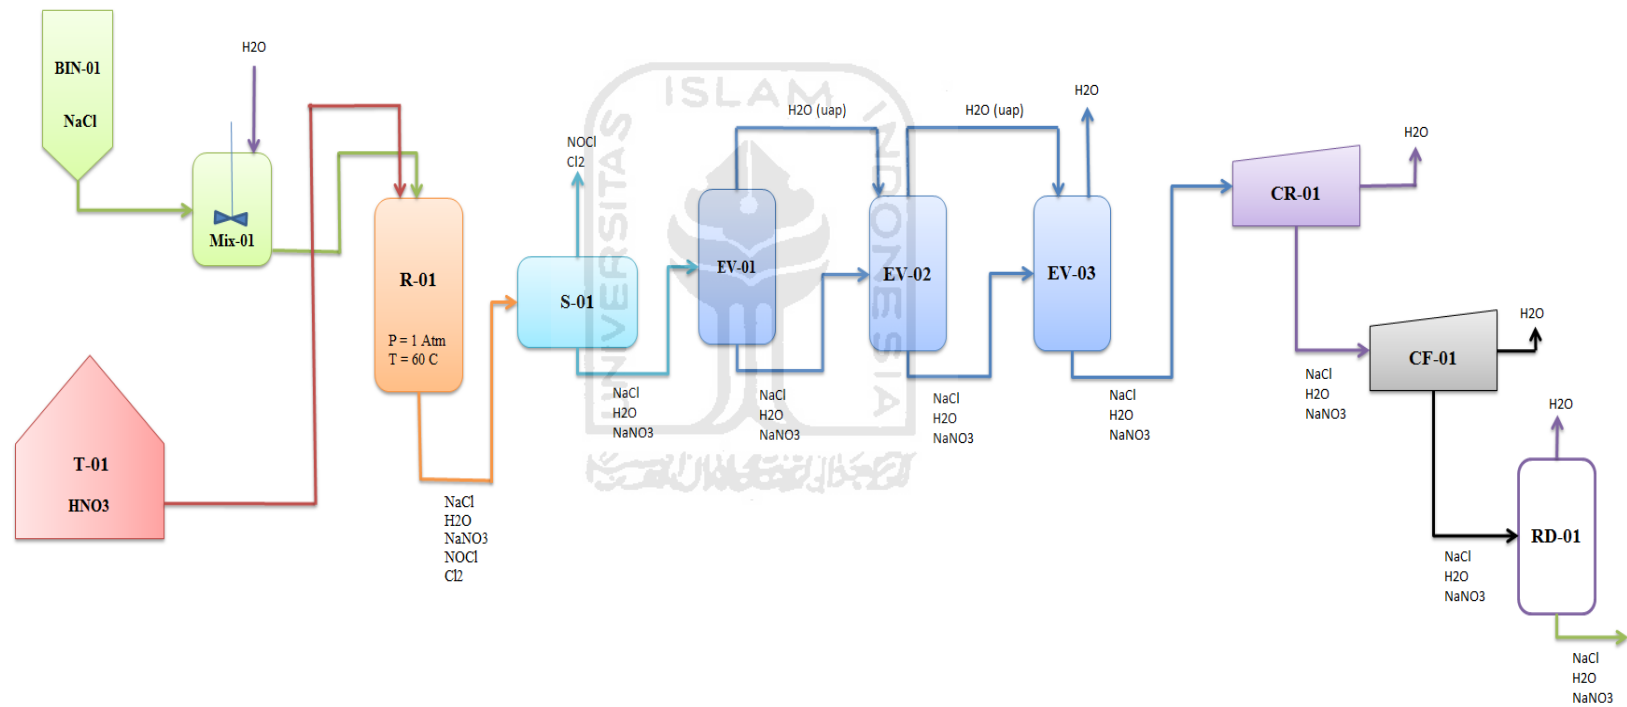 BIN-01
NaCl
H2O
Mix-01
T-01
HNO3
R-01
P = 1 Atm
T = 60 C
NaCl
H2O
NaNO3
NOCl
Cl2
NOCl
Cl2
S-01
NaCl
H2O
NaNO3
H2O (uap)
EV-01
NaCl
H2O
NaNO3
H2O (uap)
EV-02
NaCl
H2O
NaNO3
H2O
EV-03
NaCl
H2O
NaNO3
CR-01
H2O
NaCl
H2O
NaNO3
CF-01
H2O
NaCl
H2O
NaNO3
H2O
RD-01
NaCl
H2O
NaNO3
UNIVERSITAS
ISLAM
INDONESIA